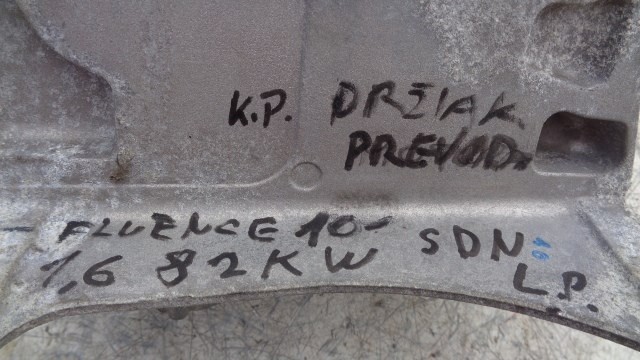 K.P. DRŽIAK
PREVOD.
FLUENCE 10- SDN
1,6 82KW L.P.